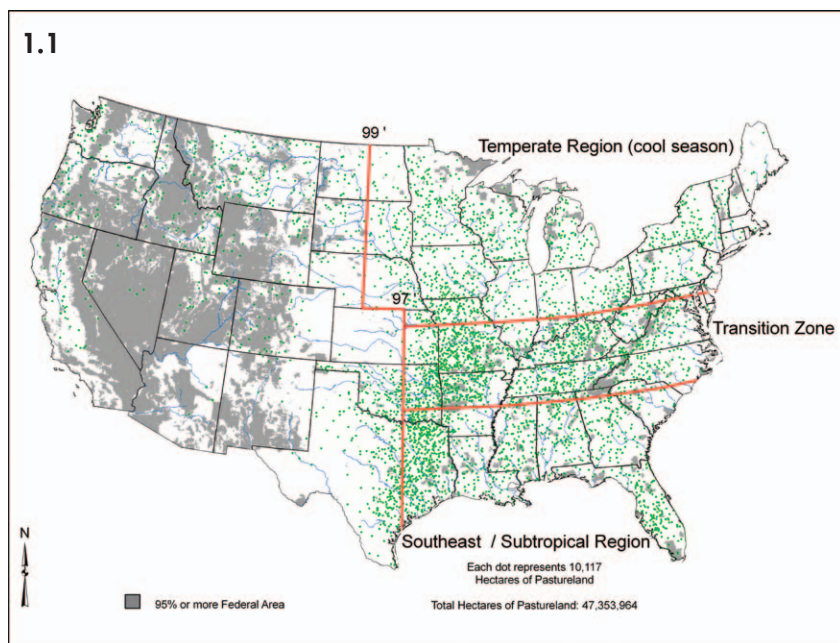 1.1
99 '
Temperate Region (cool season)
97
Transition Zone
Southeast / Subtropical Region
Each dot represents 10,117
Hectares of Pastureland
N
95% or more Federal Area
Total Hectares of Pastureland: 47,353,964